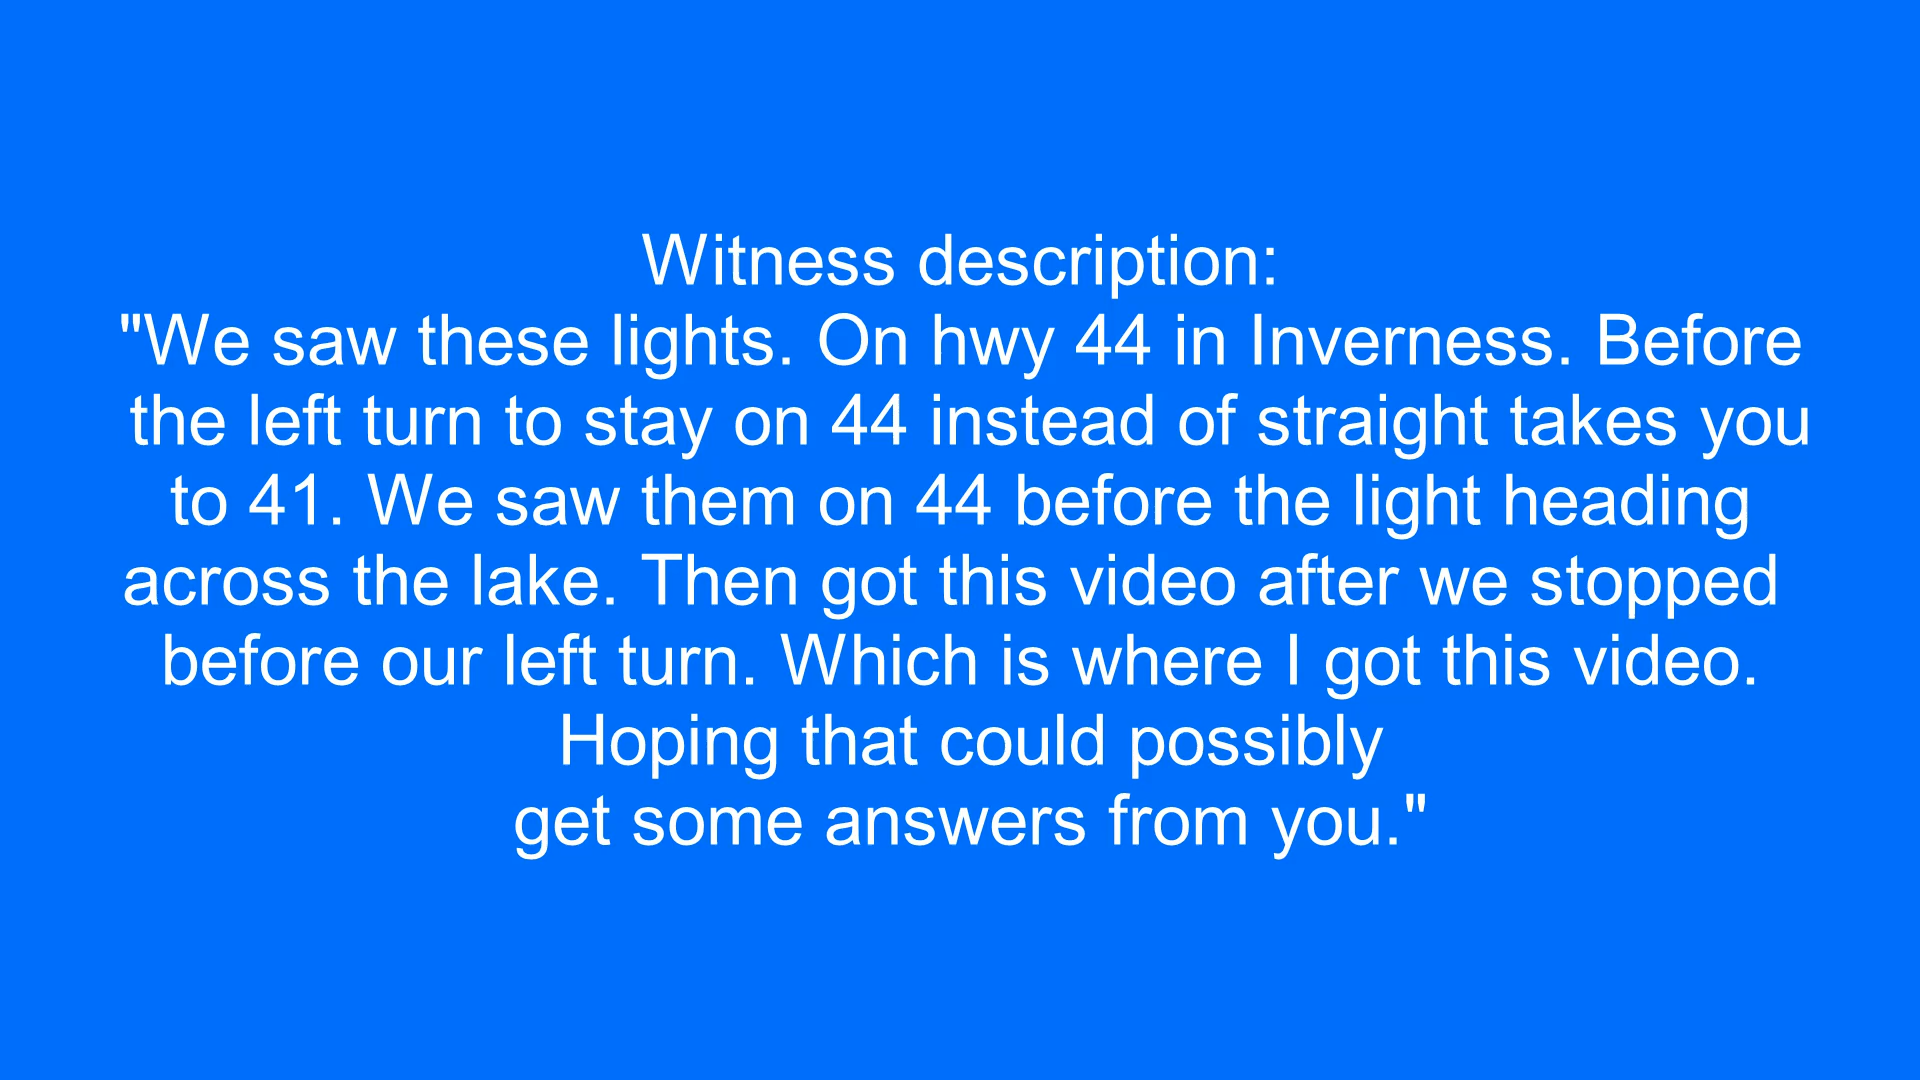 Witness description:
"We saw these lights. On hwy 44 in Inverness. Before
the left turn to stay on 44 instead of straight takes you
to 41. We saw them on 44 before the light heading
across the lake. Then got this video after we stopped
before our left turn. Which is where I got this video.
Hoping that could possibly
get some answers from you."